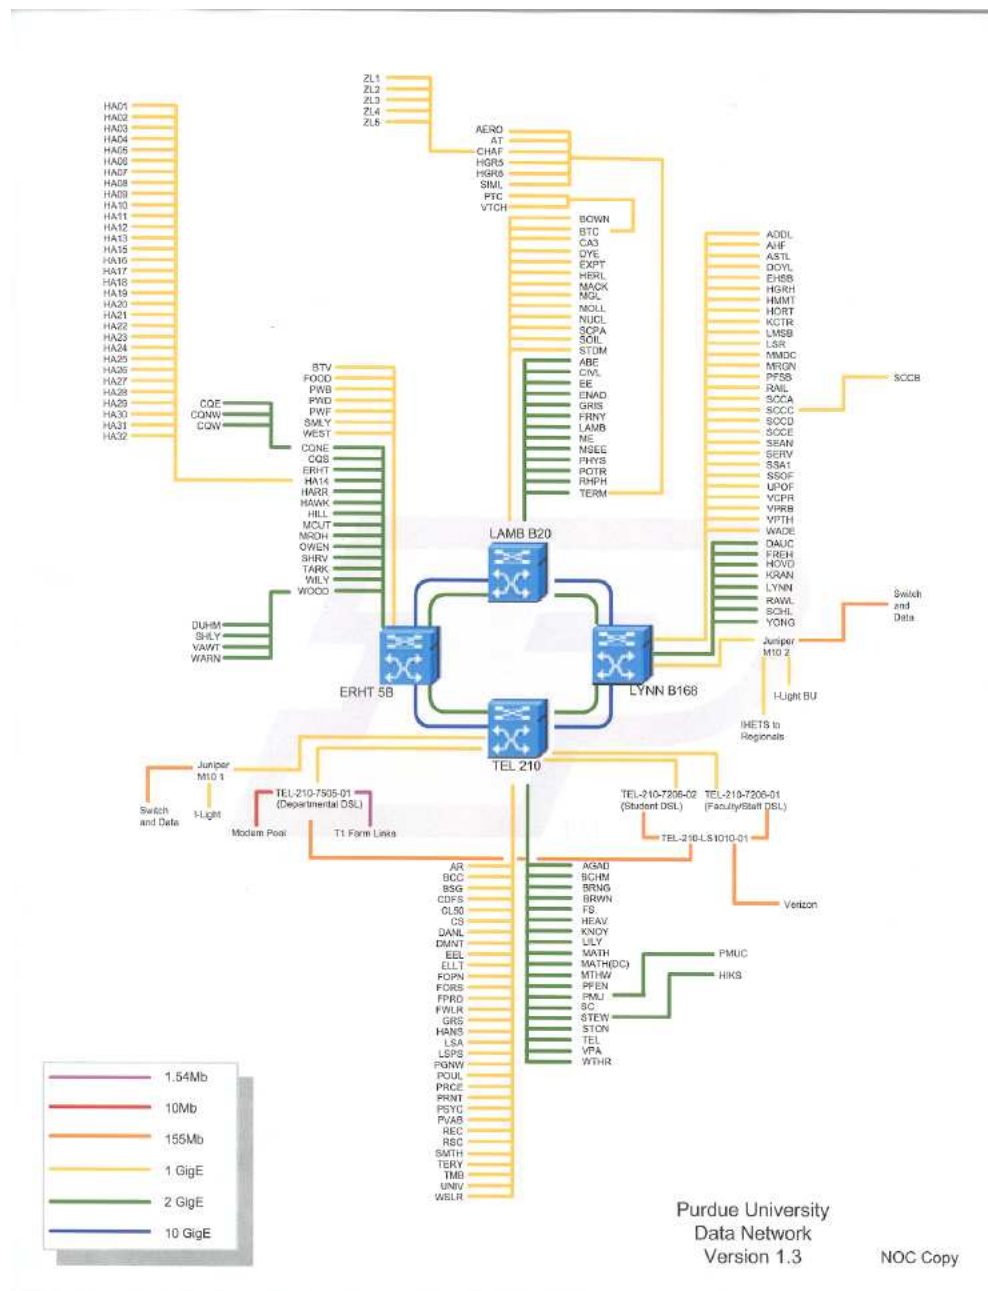 ZL1
ZL2
ZL3
ZL4
ZL5
HA01
HA02
HA03
HA04
HA05
HA06
HA07
HA08
HA09
HA10
HA11
HA12
HA13
HA15
HA16
HA17
HA18
HA19
HA20
HA21
HA22
HA23
HA24
HA25
HA26
HA27
HA28
HA29
HA30
HA31
HA32
AERO
AT
CHAF
HGR5
HGR6
SIML
PTC
VTCH
BOWN
BTC
CA3
DYE
EXPT
HERL
MACK
MGL
MOLL
NUCL
SCPA
SOIL
STDM
ABE
CIVL
EE
ENAD
GRIS
FRNY
LAMB
ME
MSEE
PHYS
POTR
RHPH
TERM
ADDL
AHF
ASTL
DOYL
EHSB
HGRH
HMMT
HORT
KCTR
LMSB
LSR
MMDC
MRGN
PFSB
RAIL
SCCA
SCCC
SCCD
SCCE
SEAN
SERV
SSA1
SSOF
UPOF
VCPR
VPRB
VPTH
WADE
DAUC
FREH
HOVD
KRAN
LYNN
RAWL
SCHL
YONG
SCCB
BTV
FOOD
PWB
PWD
PWF
SMLY
WEST
CQE
CQNW
CQW
CQNE
CQS
ERHT
HA14
HARR
HAWK
HILL
MCUT
MRDH
OWEN
SHRV
TARK
WILY
WOOD
DUHM
SHLY
VAWT
WARN
LAMB B20
ERHT 5B
LYNN B168
TEL 210
Juniper
M10 2
Switch
and
Data
I-Light BU
IHETS to
Regionals
Juniper
M10 1
Switch
and Data
I-Light
TEL-210-7505-01
(Departmental DSL)
Modem Pool
T1 Farm Links
TEL-210-7206-02
(Student DSL)
TEL-210-7206-01
(Faculty/Staff DSL)
TEL-210-LS1010-01
Verizon
AR
BCC
BSG
CDFS
CL50
CS
DANL
DMNT
EEL
ELLT
FOPN
FORS
FPRD
FWLR
GRS
HANS
LSA
LSPS
PGNW
POUL
PRCE
PRNT
PSYC
PVAB
REC
RSC
SMTH
TERY
TMB
UNIV
WSLR
AGAD
BCHM
BRNG
BRWN
FS
HEAV
KNOY
LILY
MATH
MATH(DC)
MTHW
PFEN
PMU
SC
STEW
STON
TEL
VPA
WTHR
PMUC
HIKS
1.54Mb
10Mb
155Mb
1 GigE
2 GigE
10 GigE
Purdue University
Data Network
Version 1.3
NOC Copy